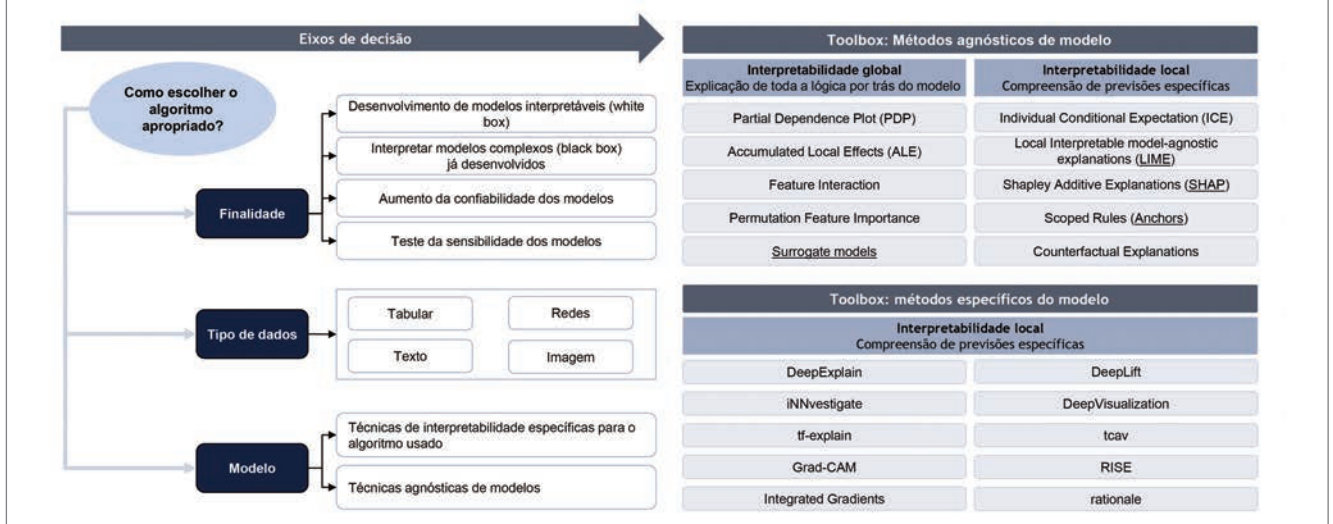 Eixos de decisão
Como escolher o
algoritmo
apropriado?
Finalidade
Desenvolvimento de modelos interpretáveis (white
box)
Interpretar modelos complexos (black box)
já desenvolvidos
Aumento da confiabilidade dos modelos
Teste da sensibilidade dos modelos
Tipo de dados
Tabular
Redes
Texto
Imagem
Modelo
Técnicas de interpretabilidade específicas para o
algoritmo usado
Técnicas agnósticas de modelos
Toolbox: Métodos agnósticos de modelo
Interpretabilidade global
Explicação de toda a lógica por trás do modelo
Interpretabilidade local
Compreensão de previsões específicas
Partial Dependence Plot (PDP)
Individual Conditional Expectation (ICE)
Accumulated Local Effects (ALE)
Local Interpretable model-agnostic
explanations (LIME)
Feature Interaction
Shapley Additive Explanations (SHAP)
Permutation Feature Importance
Scoped Rules (Anchors)
Surrogate models
Counterfactual Explanations
Toolbox: métodos específicos do modelo
Interpretabilidade local
Compreensão de previsões específicas
DeepExplain
DeepLift
iNNvestigate
DeepVisualization
tf-explain
tcav
Grad-CAM
RISE
Integrated Gradients
rationale